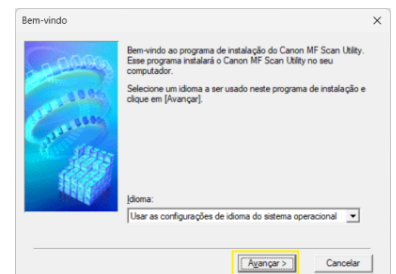 Bem-vindo
Bem-vindo ao programa de instalação do Canon MF Scan Utility.
Esse programa instalará o Canon MF Scan Utility no seu
computador.
Selecione um idioma a ser usado neste programa de instalação e
clique em [Avançar].
Idioma:
Usar as configurações de idioma do sistema operacional
Avançar >
Cancelar